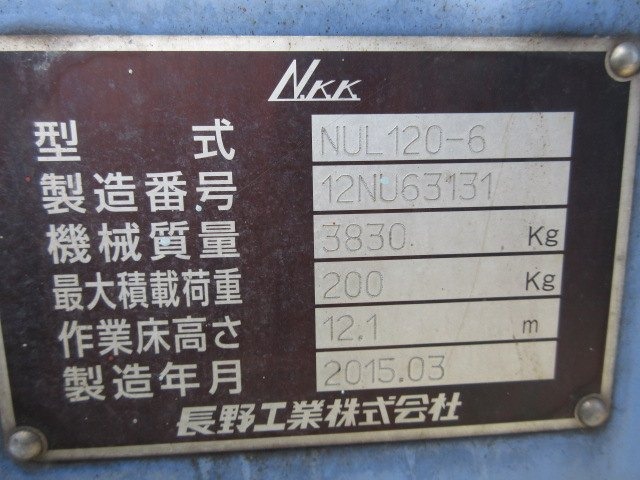 N.K.K.
型式 NUL120-6
製造番号 12NU63131
機械質量 3830 Kg
最大積載荷重 200 Kg
作業床高さ 12.1 m
製造年月 2015.03
長野工業株式会社